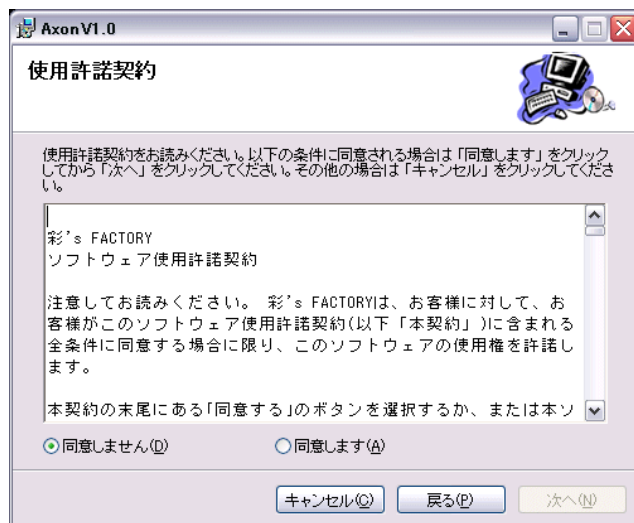 AxonV1.0
使用許諾契約
使用許諾契約をお読みください。以下の条件に同意される場合は「同意します」をクリック
してから「次へ」をクリックしてください。その他の場合は「キャンセル」をクリックしてくださ
い。
彩's FACTORY
ソフトウェア使用許諾契約
注意してお読みください。 彩's FACTORYは、お客様に対して、お
客様がこのソフトウェア使用許諾契約(以下「本契約」)に含まれる
全条件に同意する場合に限り、このソフトウェアの使用権を許諾し
ます。
本契約の末尾にある「同意する」のボタンを選択するか、または本ソ
同意しません(D) 同意します(A)
キャンセル(C) 戻る(P) 次へ(N)